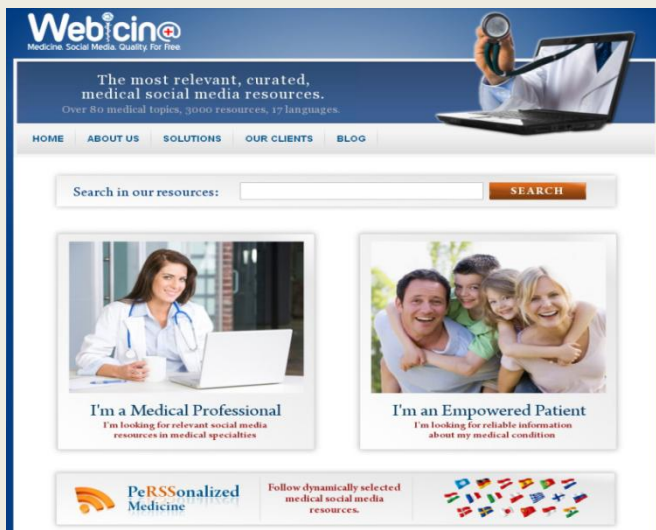 Webicin@
Medicine. Social Media. Quality. For Free.
The most relevant, curated,
medical social media resources.
Over 80 medical topics, 3000 resources, 17 languages.
HOME ABOUT US SOLUTIONS OUR CLIENTS BLOG
Search in our resources: SEARCH
I'm a Medical Professional
I'm looking for relevant social media
resources in medical specialties
I'm an Empowered Patient
I'm looking for reliable information
about my medical condition
PeRSSonalized
Medicine
Follow dynamically selected
medical social media
resources.